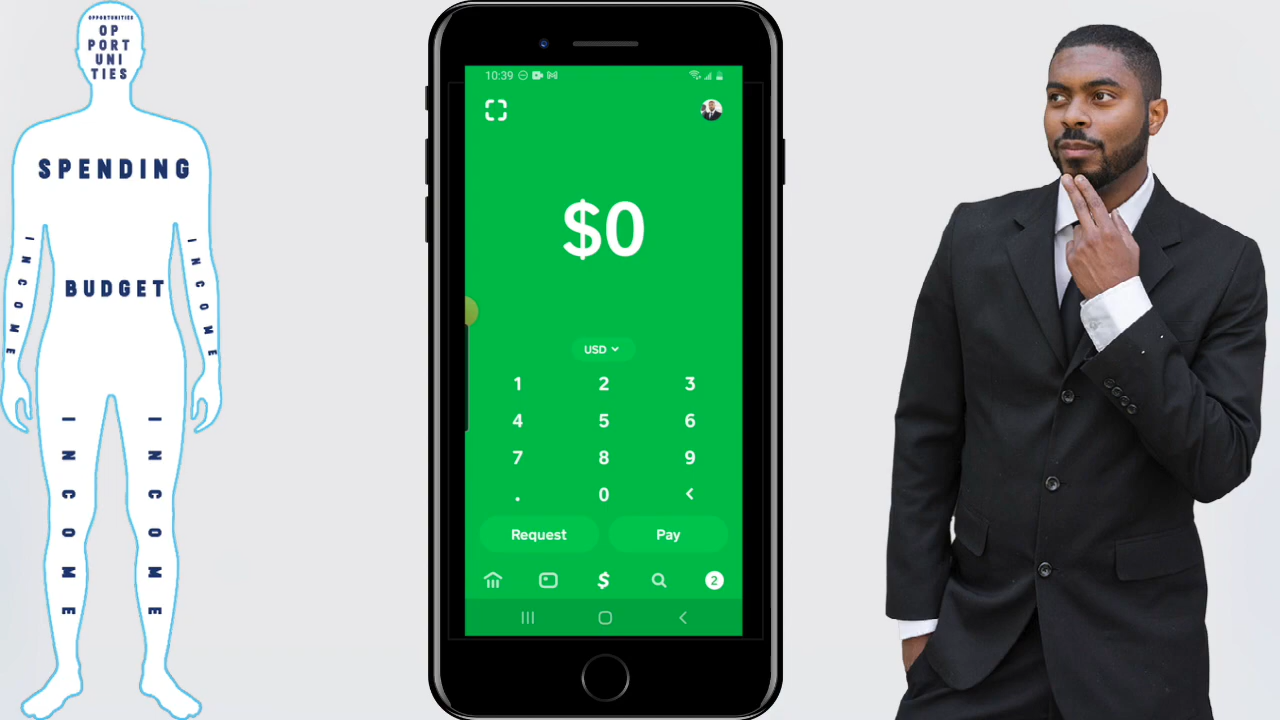 OPPORTUNITIES
OP
PORT
UNI
TIES
SPENDING
INCOME
INCOME
BUDGET
INCOME
INCOME
10:39
$0
USD
1 2 3
4 5 6
7 8 9
. 0 <
Request Pay
$ 2